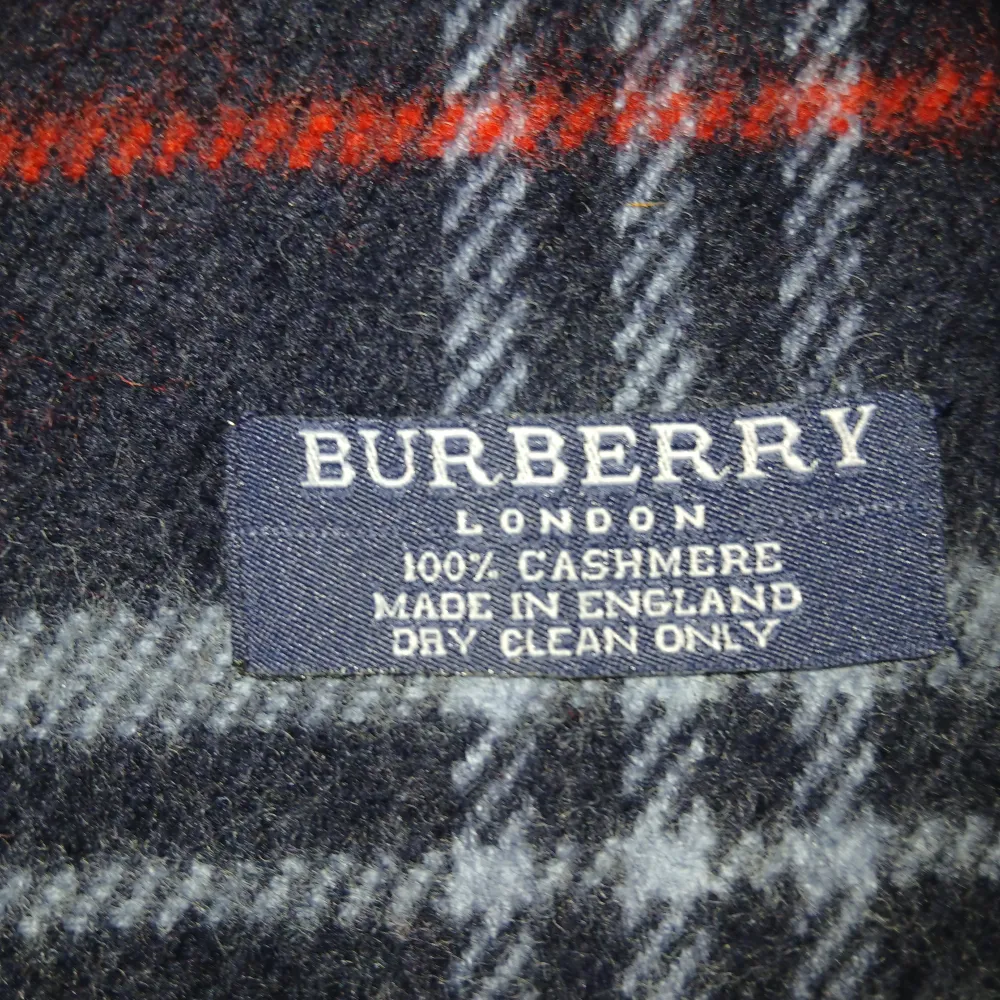 BURBERRY
LONDON
100% CASHMERE
MADE IN ENGLAND
DRY CLEAN ONLY